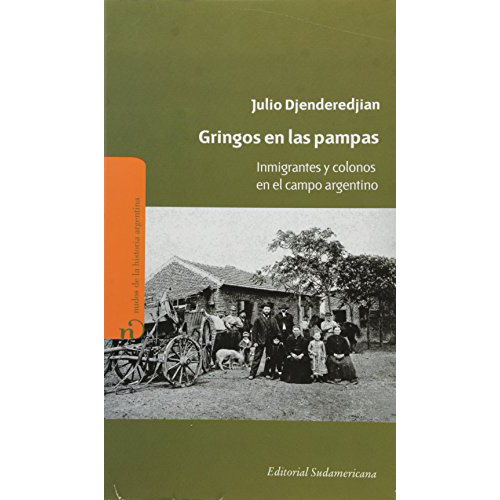 Julio Djenderedjian
Gringos en las pampas
Inmigrantes y colonos
en el campo argentino
nudos de la historia argentina
Editorial Sudamericana